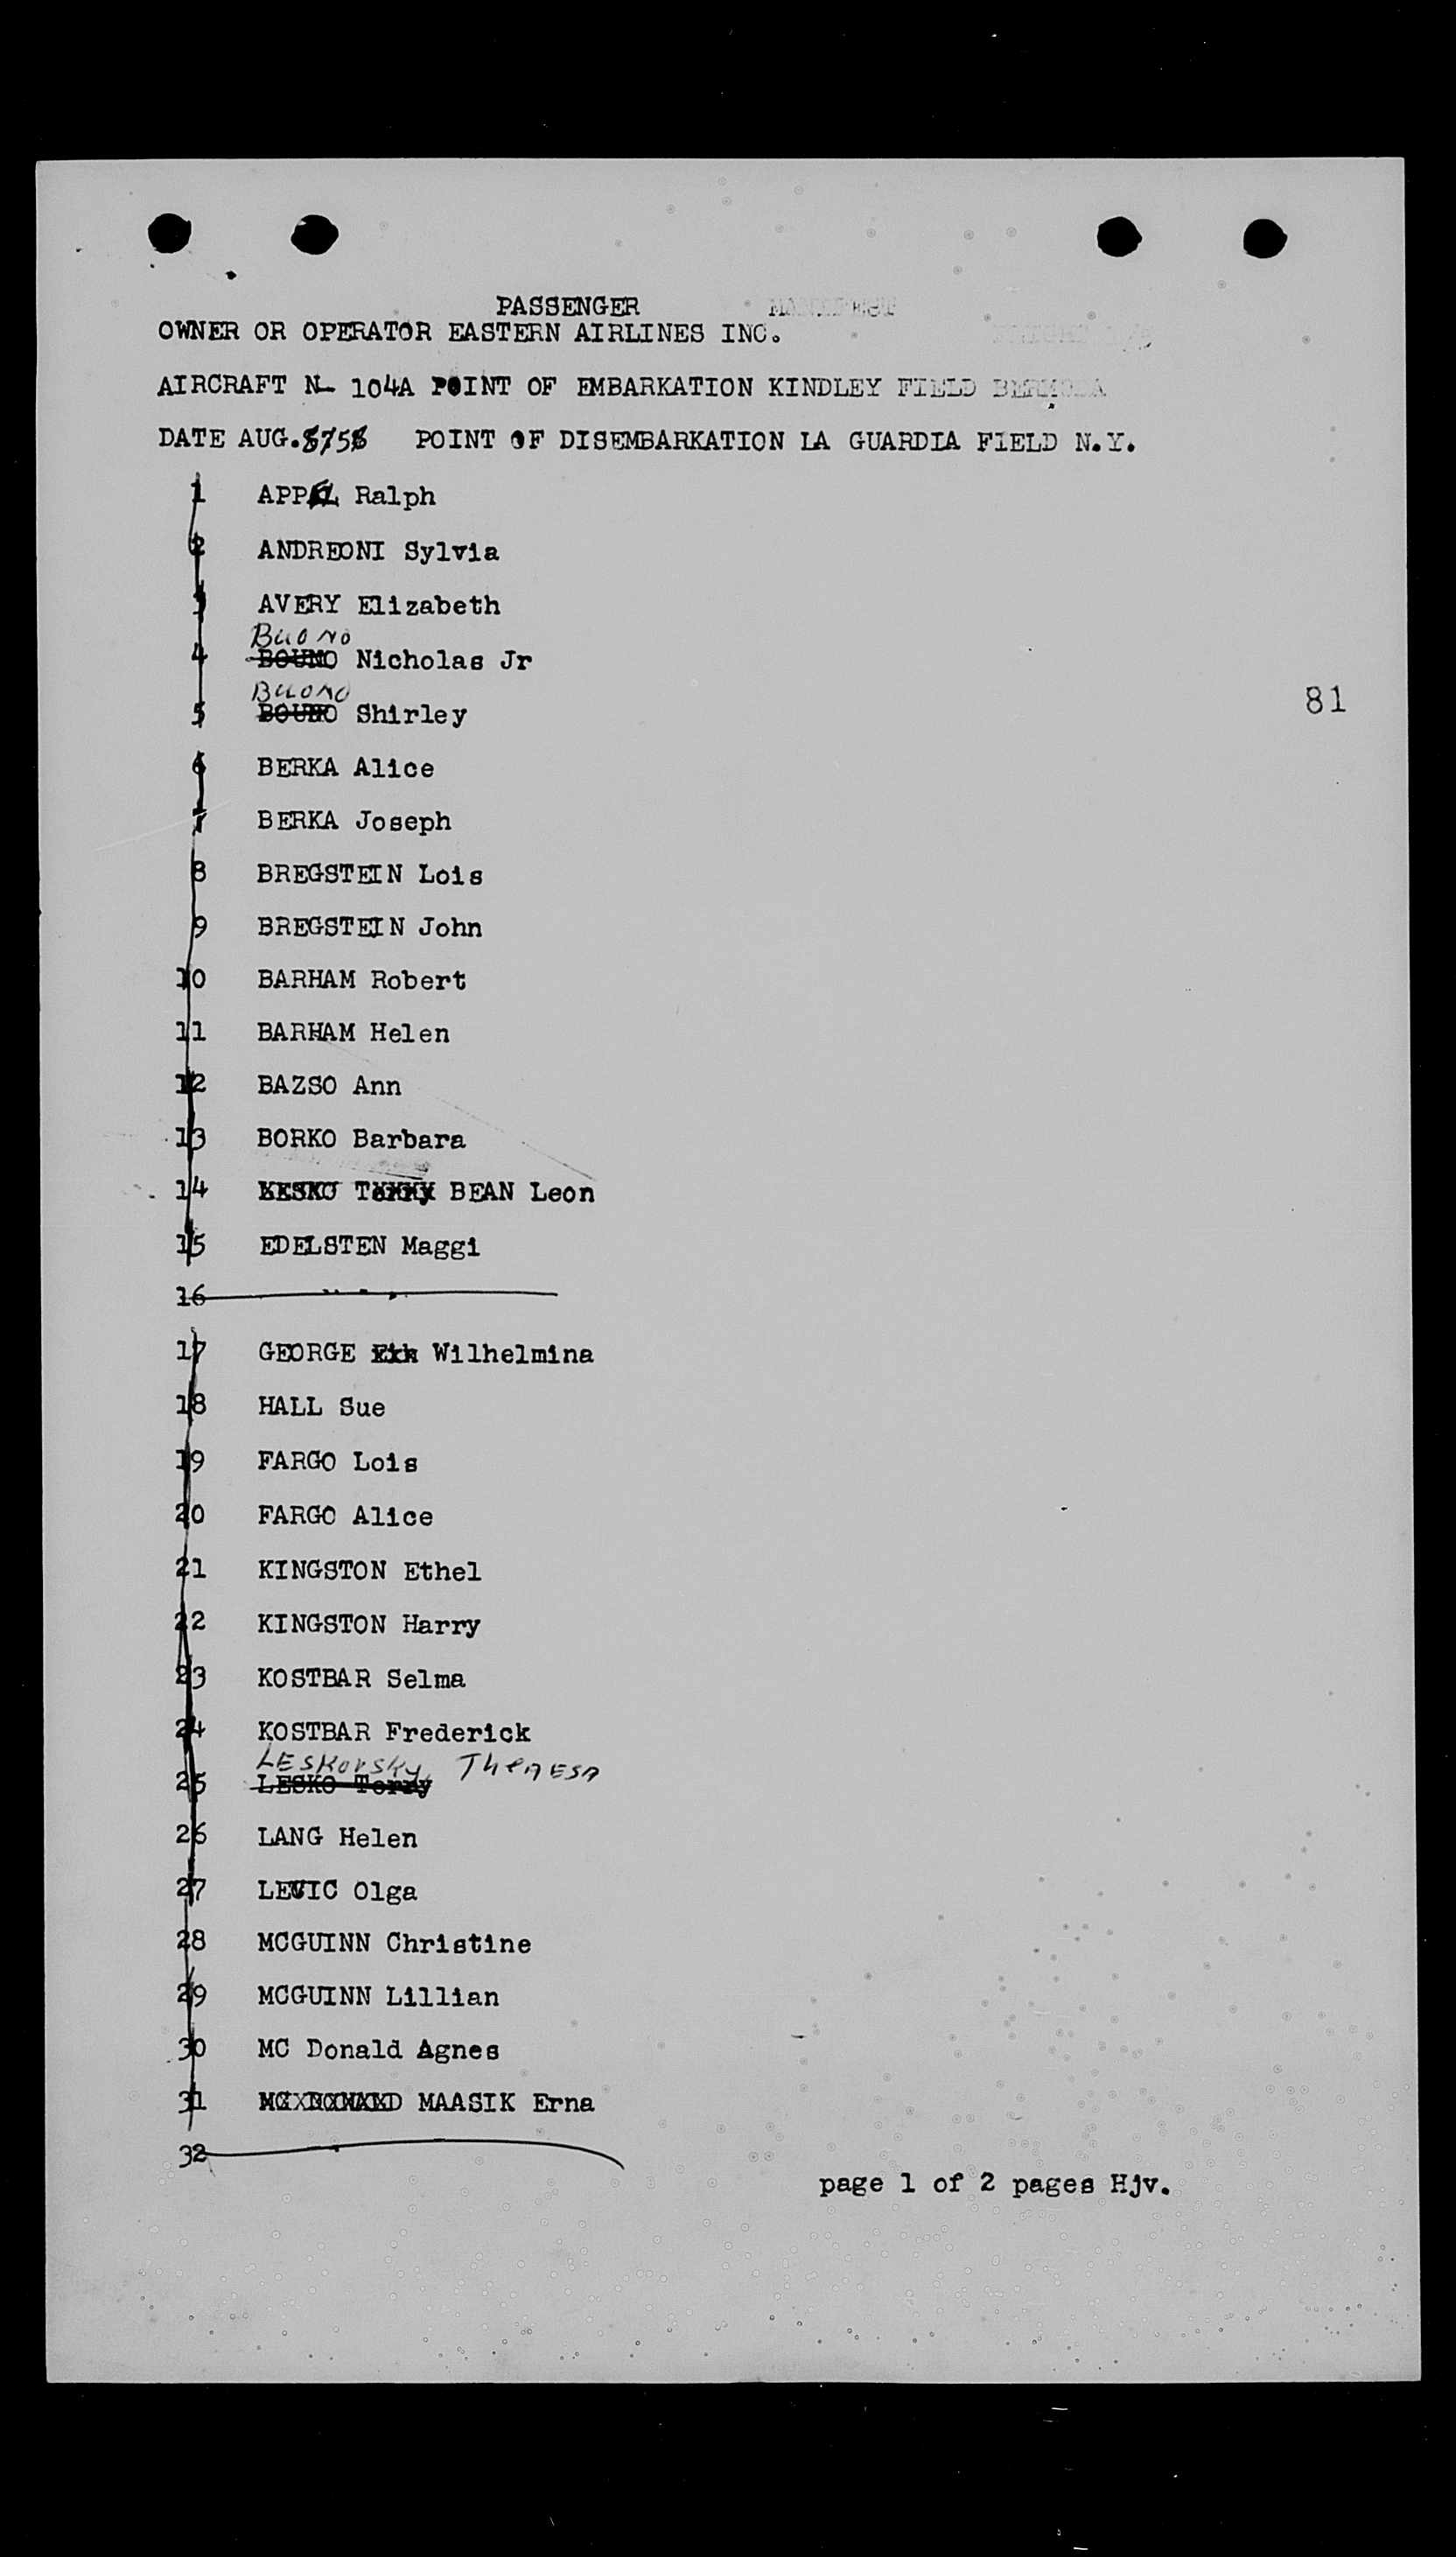 PASSENGER MANIFEST
OWNER OR OPERATOR EASTERN AIRLINES INC.
AIRCRAFT N- 104A POINT OF EMBARKATION KINDLEY FIELD BERMUDA
DATE AUG. POINT OF DISEMBARKATION LA GUARDIA FIELD N.Y.
1 APPEL Ralph
2 ANDREONI Sylvia
3 AVERY Elizabeth
Buono
4 BOUNO Nicholas Jr
Buono
5 BOUNO Shirley
81
6 BERKA Alice
7 BERKA Joseph
8 BREGSTEIN Lois
9 BREGSTEIN John
10 BARHAM Robert
11 BARHAM Helen
12 BAZSO Ann
13 BORKO Barbara
14 BEAN Leon
15 EDELSTEN Maggi
16
17 GEORGE Wilhelmina
18 HALL Sue
19 FARGO Lois
20 FARGO Alice
21 KINGSTON Ethel
22 KINGSTON Harry
23 KOSTBAR Selma
24 KOSTBAR Frederick
LESKOVSKY, THERESA
25 LESKO Terry
26 LANG Helen
27 LEVIC Olga
28 MCGUINN Christine
29 MCGUINN Lillian
30 MC Donald Agnes
31 MAASIK Erna
32
page 1 of 2 pages Hjv.